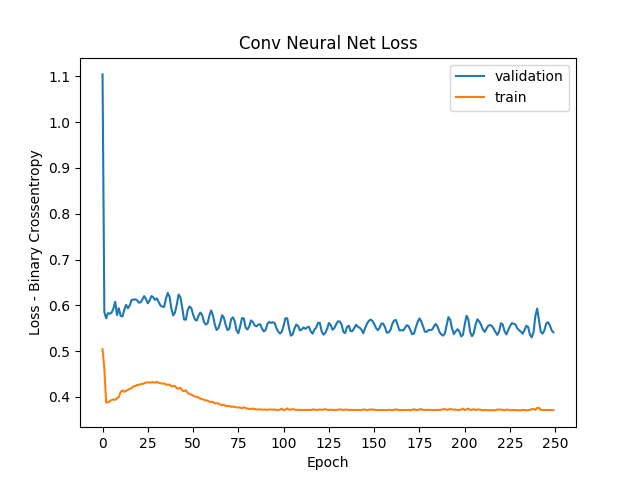 Conv Neural Net Loss
validation
train
Loss - Binary Crossentropy
1.1
1.0
0.9
0.8
0.7
0.6
0.5
0.4
0 25 50 75 100 125 150 175 200 225 250
Epoch